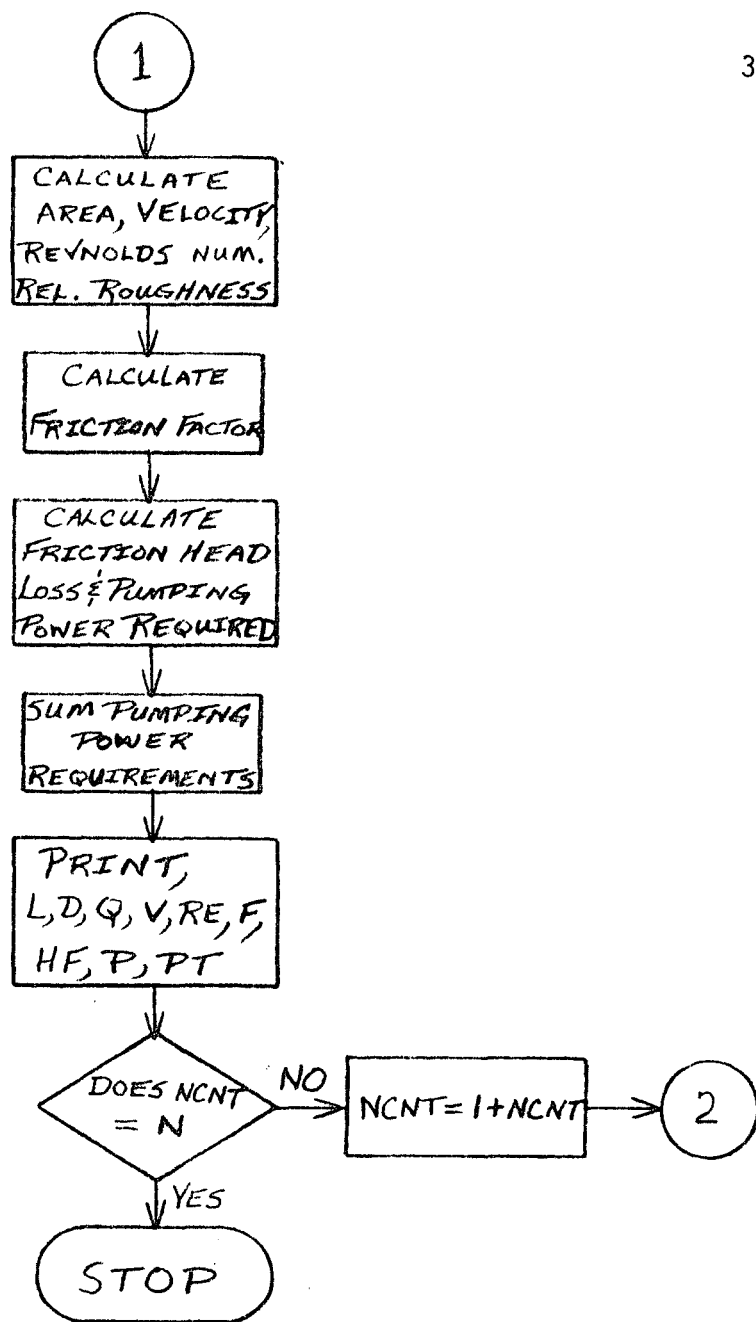 3
1
CALCULATE
AREA, VELOCITY,
REYNOLDS NUM.
REL. ROUGHNESS
CALCULATE
FRICTION FACTOR
CALCULATE
FRICTION HEAD
LOSS & PUMPING
POWER REQUIRED
SUM PUMPING
POWER
REQUIREMENTS
PRINT,
L, D, Q, V, RE, F,
HF, P, PT
DOES NCNT
= N
NO
NCNT = 1 + NCNT
2
YES
STOP